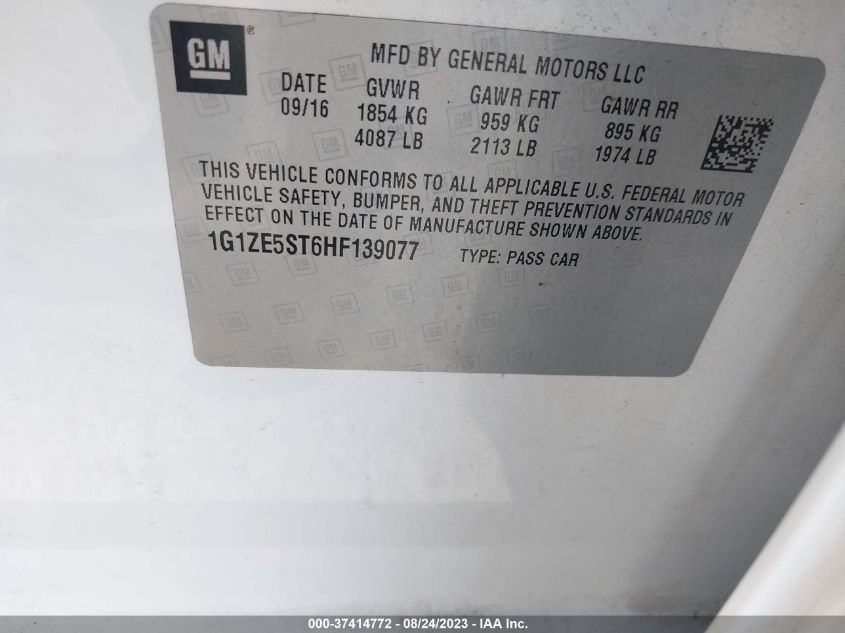 GM ®
MFD BY GENERAL MOTORS LLC
DATE GVWR GAWR FRT GAWR RR
09/16 1854 KG 959 KG 895 KG
4087 LB 2113 LB 1974 LB
THIS VEHICLE CONFORMS TO ALL APPLICABLE U.S. FEDERAL MOTOR
VEHICLE SAFETY, BUMPER, AND THEFT PREVENTION STANDARDS IN
EFFECT ON THE DATE OF MANUFACTURE SHOWN ABOVE.
1G1ZE5ST6HF139077 TYPE: PASS CAR
000-37414772 - 08/24/2023 - IAA Inc.